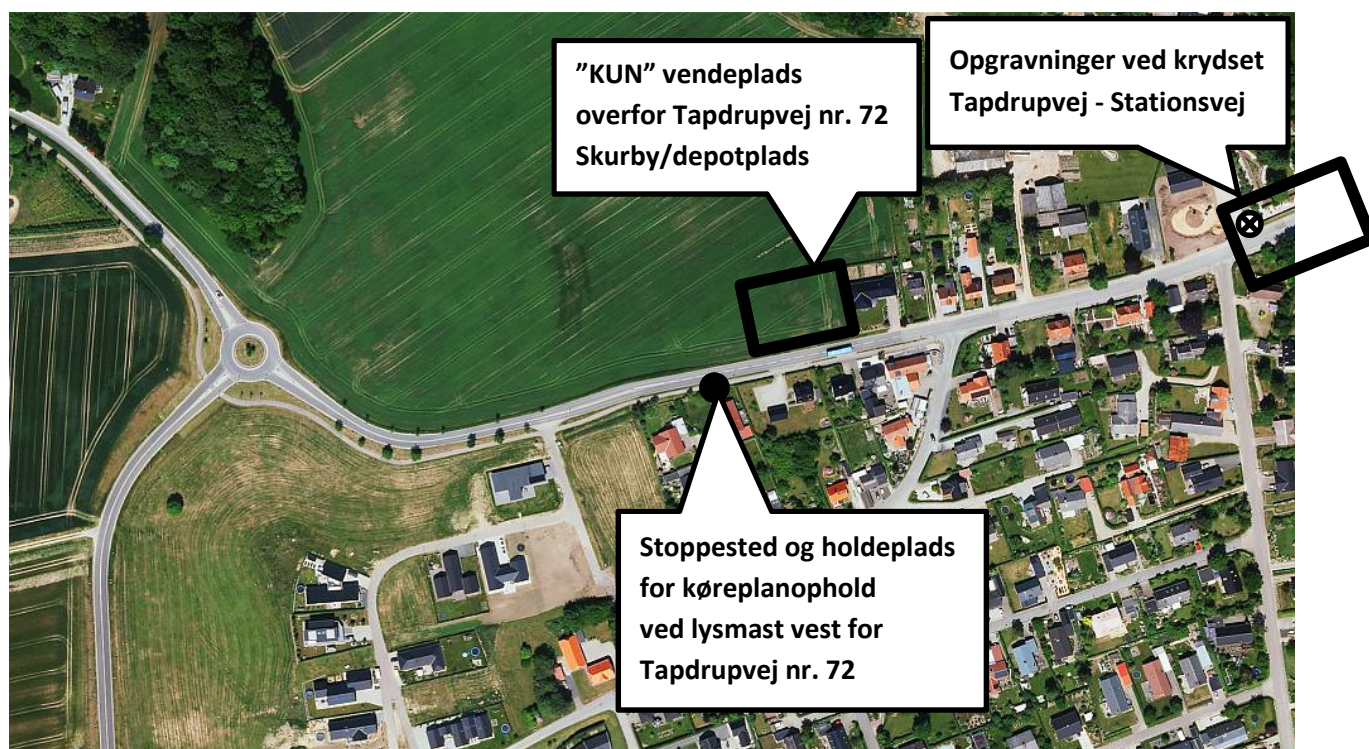 ”KUN” vendeplads
overfor Tapdrupvej nr. 72
Skurby/depotplads
Opgravninger ved krydset
Tapdrupvej - Stationsvej
Stoppested og holdeplads
for køreplanophold
ved lysmast vest for
Tapdrupvej nr. 72